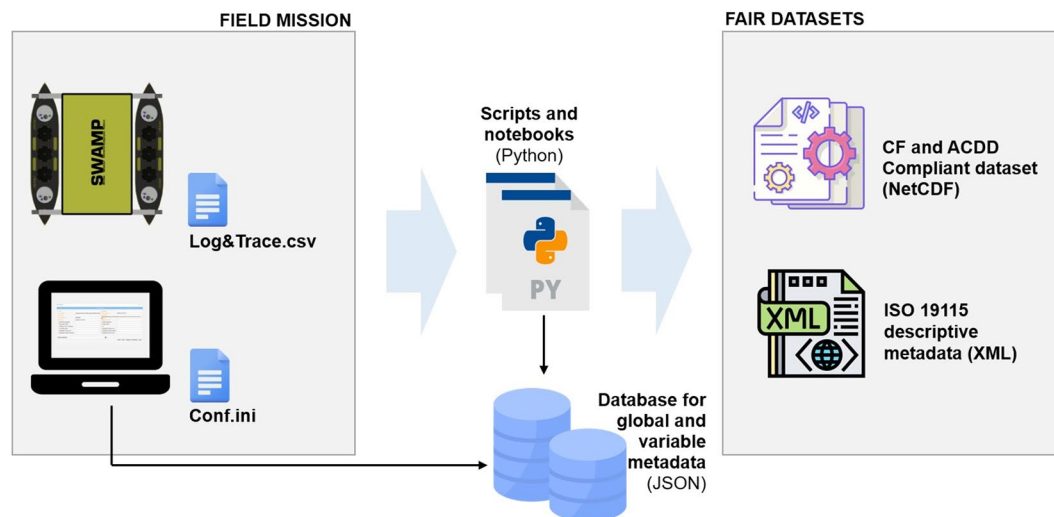 FIELD MISSION
SWAMP
Log&Trace.csv
Conf.ini
Scripts and
notebooks
(Python)
PY
Database for
global and
variable
metadata
(JSON)
FAIR DATASETS
CF and ACDD
Compliant dataset
(NetCDF)
XML
ISO 19115
descriptive
metadata (XML)